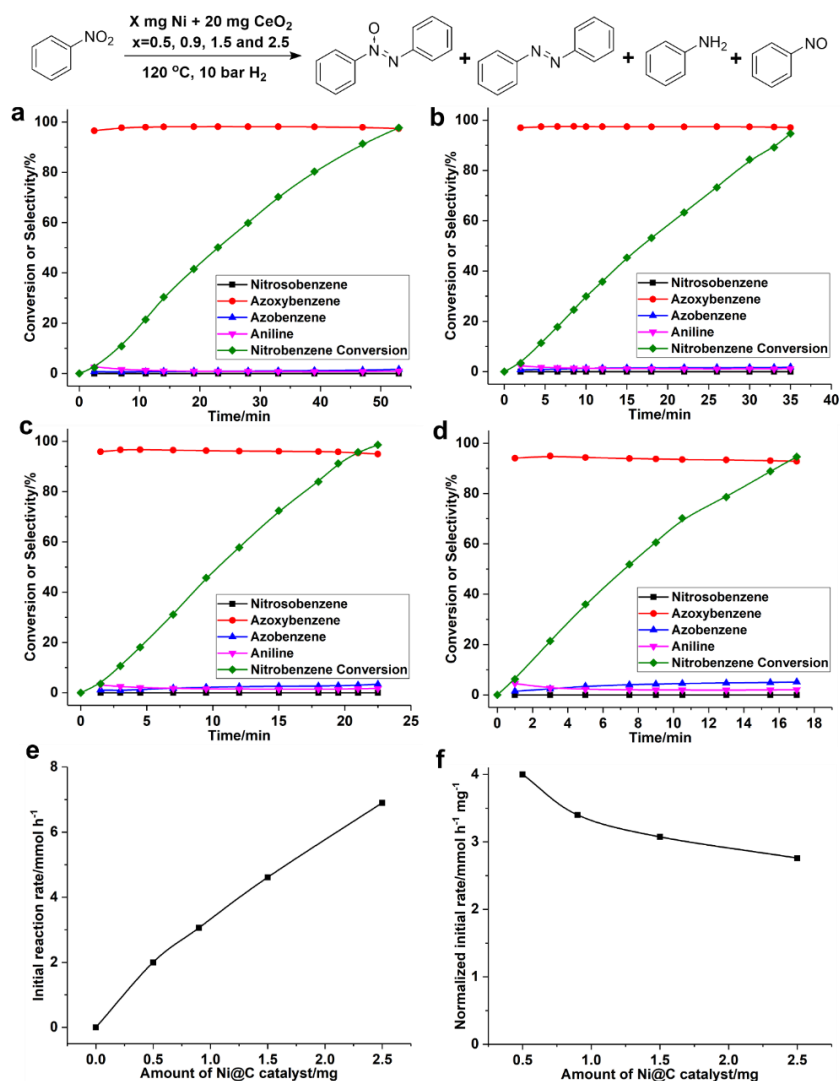 X mg Ni + 20 mg CeO₂
x=0.5, 0.9, 1.5 and 2.5
120 °C, 10 bar H₂
NO₂
O
N
N
+
N
N
+
NH₂
+
NO
a
Conversion or Selectivity/%
100
80
60
40
20
0
Nitrosobenzene
Azoxybenzene
Azobenzene
Aniline
Nitrobenzene Conversion
0 10 20 30 40 50
Time/min
b
Conversion or Selectivity/%
100
80
60
40
20
0
Nitrosobenzene
Azoxybenzene
Azobenzene
Aniline
Nitrobenzene Conversion
0 5 10 15 20 25 30 35 40
Time/min
c
Conversion or Selectivity/%
100
80
60
40
20
0
Nitrosobenzene
Azoxybenzene
Azobenzene
Aniline
Nitrobenzene Conversion
0 5 10 15 20 25
Time/min
d
Conversion or Selectivity/%
100
80
60
40
20
0
Nitrosobenzene
Azoxybenzene
Azobenzene
Aniline
Nitrobenzene Conversion
0 2 4 6 8 10 12 14 16 18
Time/min
e
Initial reaction rate/mmol h⁻¹
8
6
4
2
0
0.0 0.5 1.0 1.5 2.0 2.5
Amount of Ni@C catalyst/mg
f
Normalized initial rate/mmol h⁻¹ mg⁻¹
4
3
2
1
0
0.5 1.0 1.5 2.0 2.5
Amount of Ni@C catalyst/mg